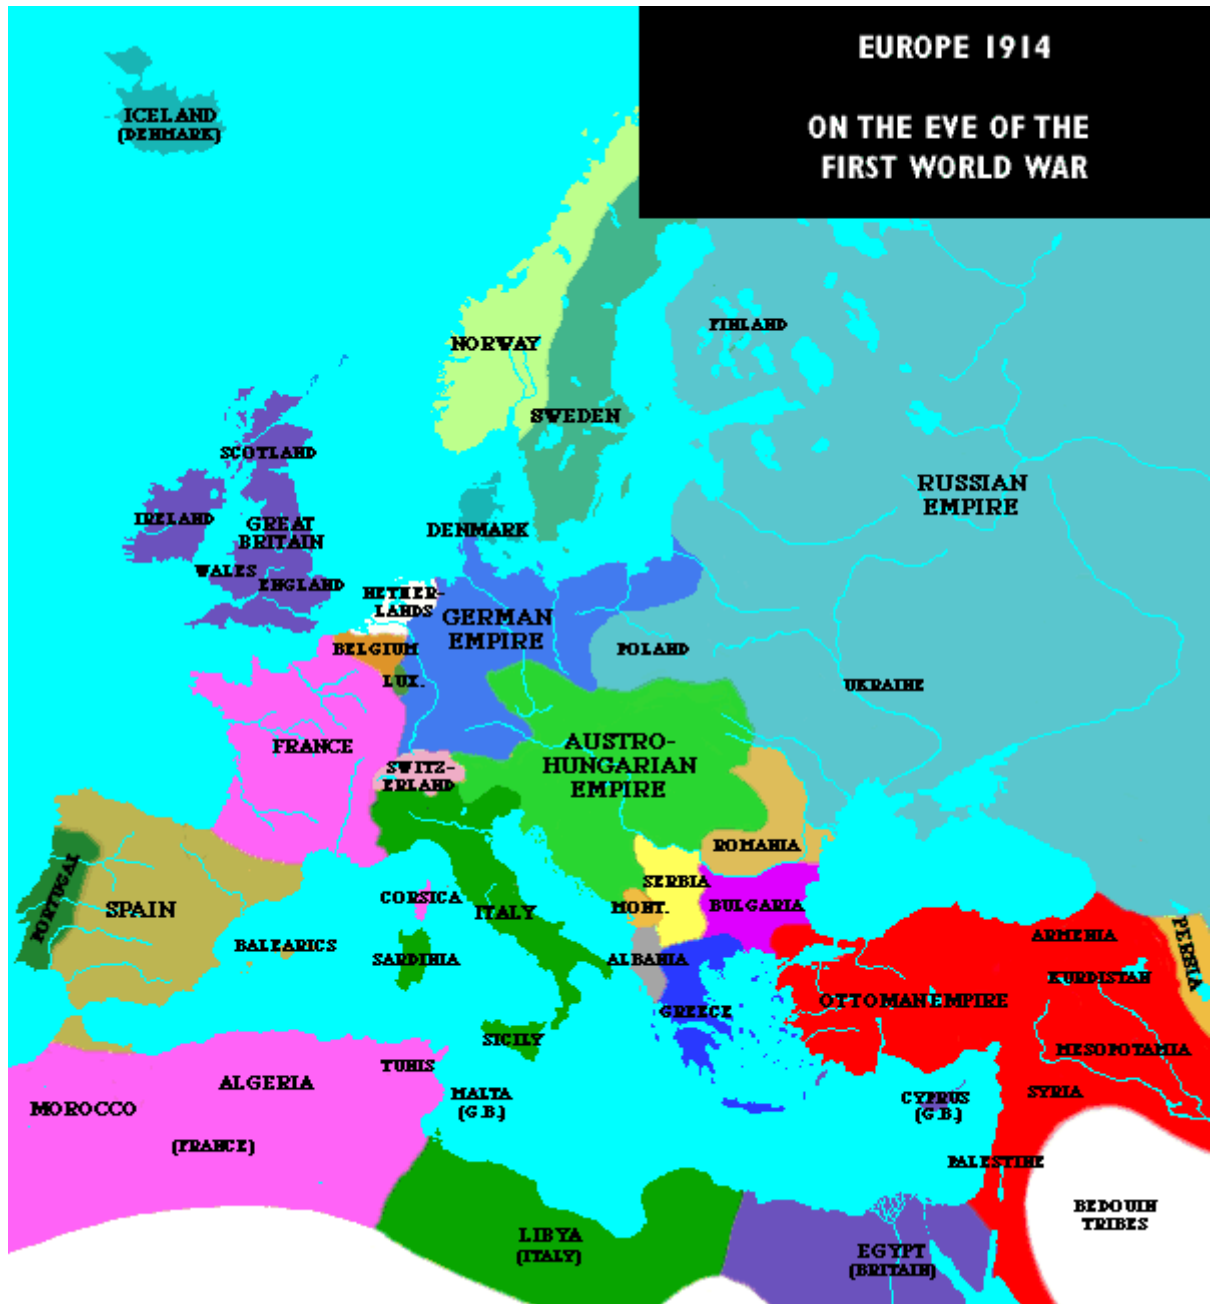 EUROPE 1914
ON THE EVE OF THE
FIRST WORLD WAR
ICELAND
(DENMARK)
NORWAY
FINLAND
SWEDEN
SCOTLAND
RUSSIAN
EMPIRE
IRELAND
GREAT
BRITAIN
DENMARK
WALES
ENGLAND
NETHER-
LANDS
GERMAN
EMPIRE
BELGIUM
POLAND
LUX.
UKRAINE
FRANCE
AUSTRO-
HUNGARIAN
EMPIRE
SWITZ-
ERLAND
ROMANIA
PORTUGAL
SPAIN
CORSICA
ITALY
SERBIA
MONT.
BULGARIA
BALEARICS
SARDINIA
ALBANIA
GREECE
ARMENIA
PERSIA
KURDISTAN
OTTOMAN EMPIRE
SICILY
MESOPOTAMIA
TUNIS
ALGERIA
MOROCCO
(FRANCE)
MALTA
(G.B.)
CYPRUS
(G.B.)
SYRIA
PALESTINE
BEDOUIN
TRIBES
LIBYA
(ITALY)
EGYPT
(BRITAIN)